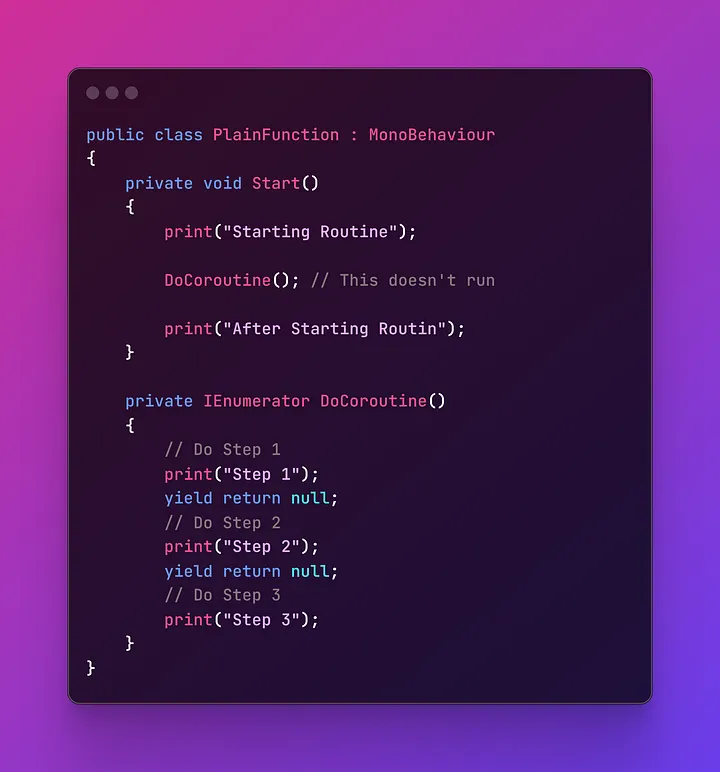 public class PlainFunction : MonoBehaviour
{
    private void Start()
    {
        print("Starting Routine");
        DoCoroutine(); // This doesn't run
        print("After Starting Routin");
    }
    private IEnumerator DoCoroutine()
    {
        // Do Step 1
        print("Step 1");
        yield return null;
        // Do Step 2
        print("Step 2");
        yield return null;
        // Do Step 3
        print("Step 3");
    }
}